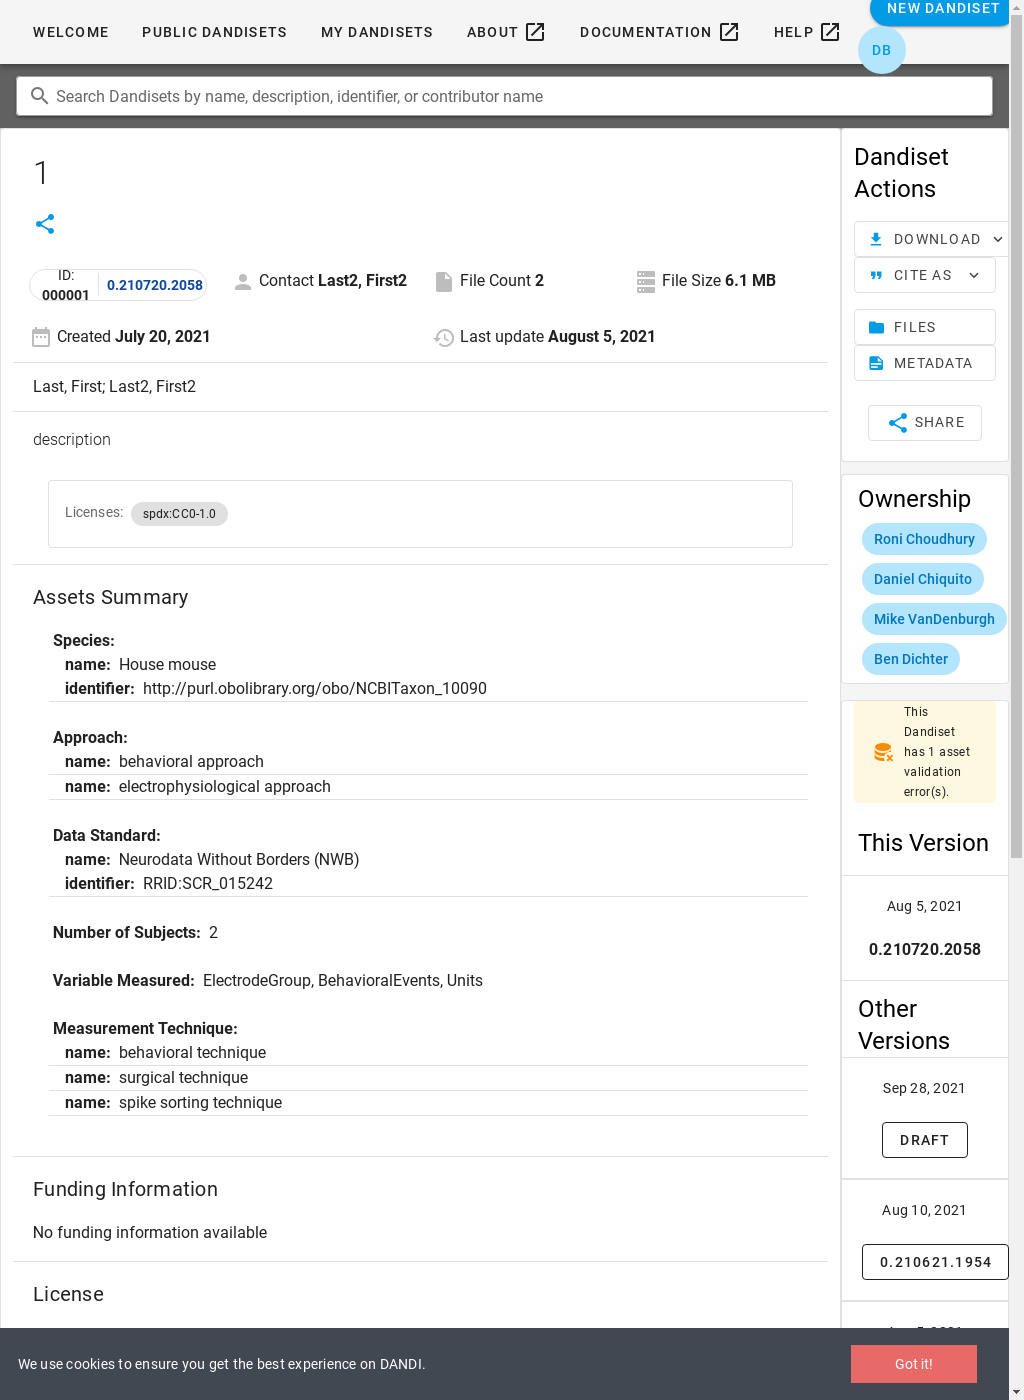 WELCOME
PUBLIC DANDISETS
MY DANDISETS
ABOUT
DOCUMENTATION
HELP
NEW DANDISET
DB
Search Dandisets by name, description, identifier, or contributor name
1
ID:
000001
0.210720.2058
Contact Last2, First2
File Count 2
File Size 6.1 MB
Created July 20, 2021
Last update August 5, 2021
Last, First; Last2, First2
description
Licenses: spdx:CC0-1.0
Assets Summary
Species:
name: House mouse
identifier: http://purl.obolibrary.org/obo/NCBITaxon_10090
Approach:
name: behavioral approach
name: electrophysiological approach
Data Standard:
name: Neurodata Without Borders (NWB)
identifier: RRID:SCR_015242
Number of Subjects: 2
Variable Measured: ElectrodeGroup, BehavioralEvents, Units
Measurement Technique:
name: behavioral technique
name: surgical technique
name: spike sorting technique
Funding Information
No funding information available
License
Dandiset
Actions
DOWNLOAD
CITE AS
FILES
METADATA
SHARE
Ownership
Roni Choudhury
Daniel Chiquito
Mike VanDenburgh
Ben Dichter
This
Dandiset
has 1 asset
validation
error(s).
This Version
Aug 5, 2021
0.210720.2058
Other
Versions
Sep 28, 2021
DRAFT
Aug 10, 2021
0.210621.1954
We use cookies to ensure you get the best experience on DANDI.
Got it!